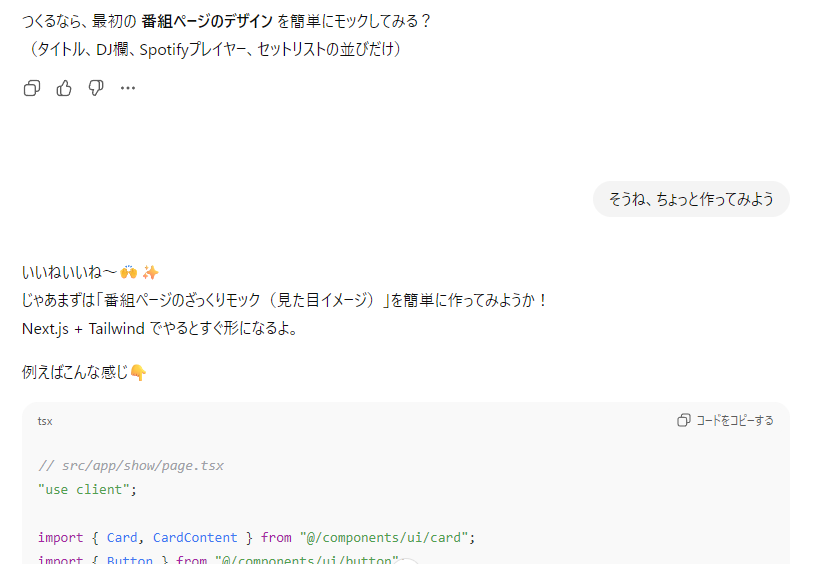 つくるなら、最初の 番組ページのデザイン を簡単にモックしてみる？
（タイトル、DJ欄、Spotifyプレイヤー、セットリストの並びだけ）
そうね、ちょっと作ってみよう
いいねいいね〜🙌✨
じゃあまずは「番組ページのざっくりモック（見た目イメージ）」を簡単に作ってみようか！
Next.js + Tailwind でやるとすぐ形になるよ。
例えばこんな感じ👇
tsx
コードをコピーする
// src/app/show/page.tsx
"use client";
import { Card, CardContent } from "@/components/ui/card";
import { Button } from "@/components/ui/button"